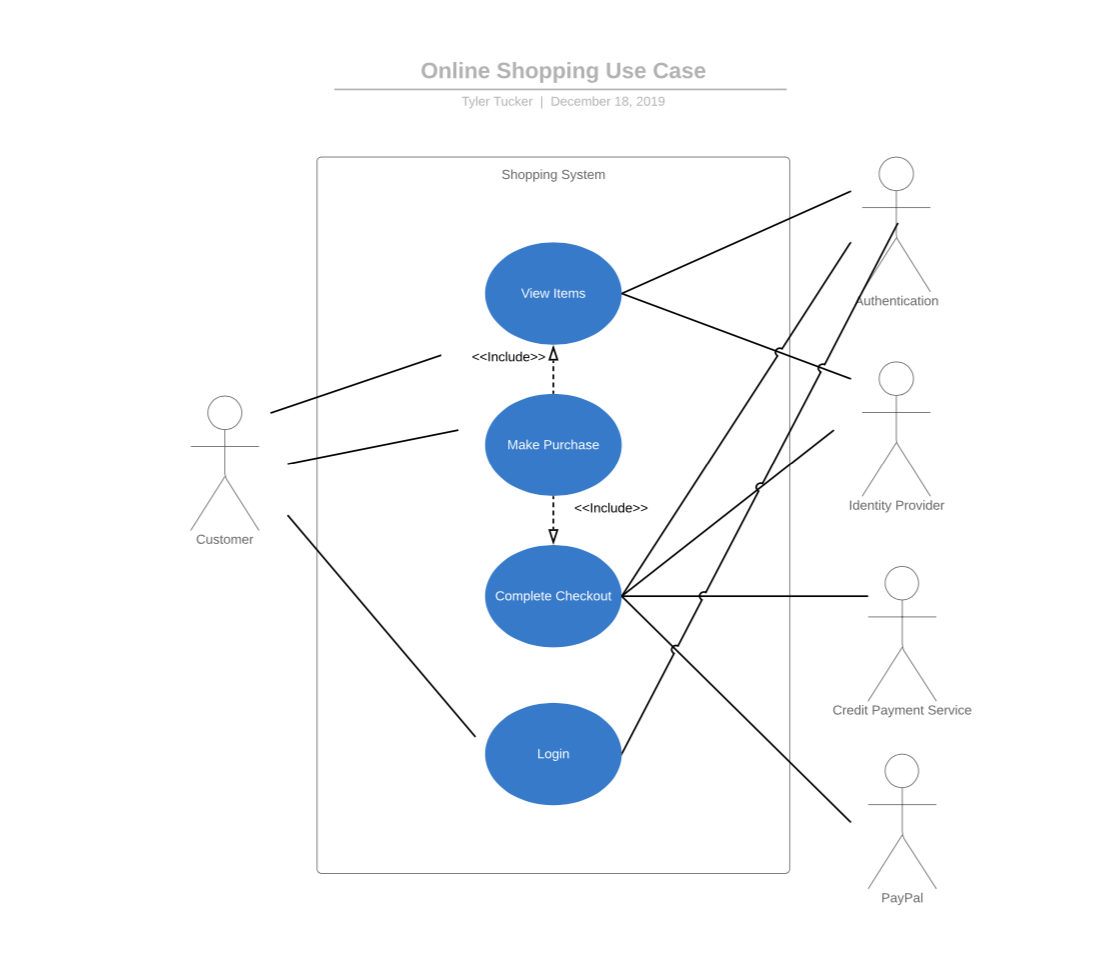 Online Shopping Use Case
Tyler Tucker | December 18, 2019
Shopping System
View Items
<<Include>>
Make Purchase
<<Include>>
Complete Checkout
Login
Customer
Authentication
Identity Provider
Credit Payment Service
PayPal